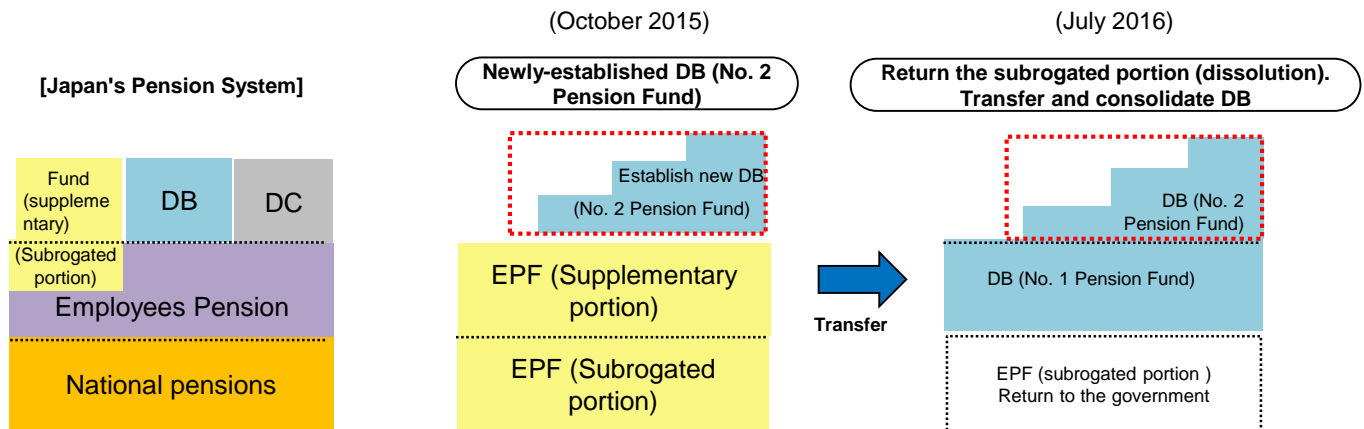 [Japan's Pension System]
Fund
(suppleme
ntary)
DB
DC
(Subrogated
portion)
Employees Pension
National pensions
(October 2015)
Newly-established DB (No. 2
Pension Fund)
Establish new DB
(No. 2 Pension Fund)
EPF (Supplementary
portion)
EPF (Subrogated
portion)
Transfer
(July 2016)
Return the subrogated portion (dissolution).
Transfer and consolidate DB
DB (No. 2
Pension Fund)
DB (No. 1 Pension Fund)
EPF (subrogated portion )
Return to the government